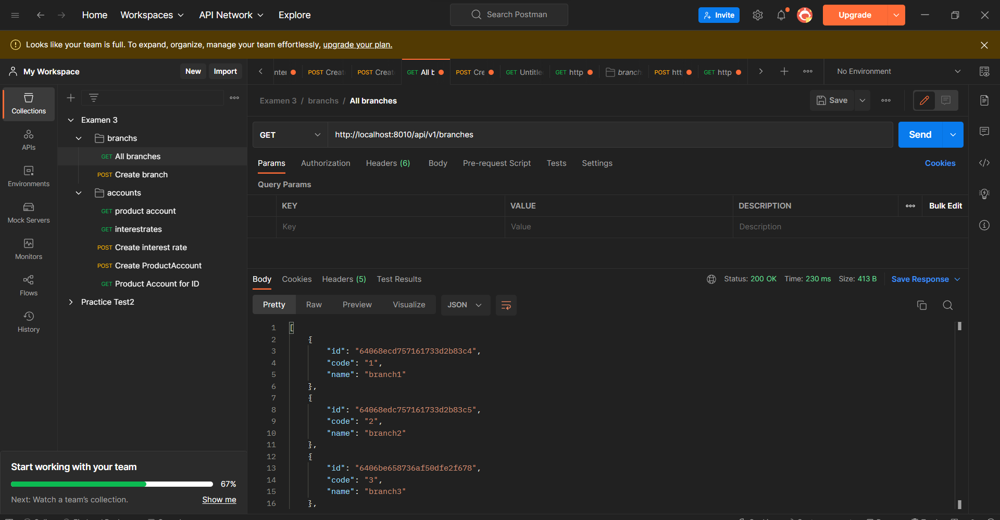 Home Workspaces API Network Explore Search Postman Invite Upgrade
Looks like your team is full. To expand, organize, manage your team effortlessly, upgrade your plan.
My Workspace New Import
POST Creat POST Creat GET All b POST Cre GET Untitle GET http branch POST htt GET http No Environment
Collections
APIs
Environments
Mock Servers
Monitors
Flows
History
Examen 3
branchs
GET All branches
POST Create branch
accounts
GET product account
GET interestrates
POST Create interest rate
POST Create ProductAccount
GET Product Account for ID
Practice Test2
Start working with your team
67%
Next: Watch a team's collection. Show me
Examen 3 / branchs / All branches Save
GET http://localhost:8010/api/v1/branches Send
Params Authorization Headers (6) Body Pre-request Script Tests Settings Cookies
Query Params
KEY VALUE DESCRIPTION Bulk Edit
Key Value Description
Body Cookies Headers (5) Test Results Status: 200 OK Time: 230 ms Size: 413 B Save Response
Pretty Raw Preview Visualize JSON
1 [
2 {
3 "id": "64068ecd757161733d2b83c4",
4 "code": "1",
5 "name": "branch1"
6 },
7 {
8 "id": "64068edc757161733d2b83c5",
9 "code": "2",
10 "name": "branch2"
11 },
12 {
13 "id": "6406be658736af50dfe2f678",
14 "code": "3",
15 "name": "branch3"
16 },